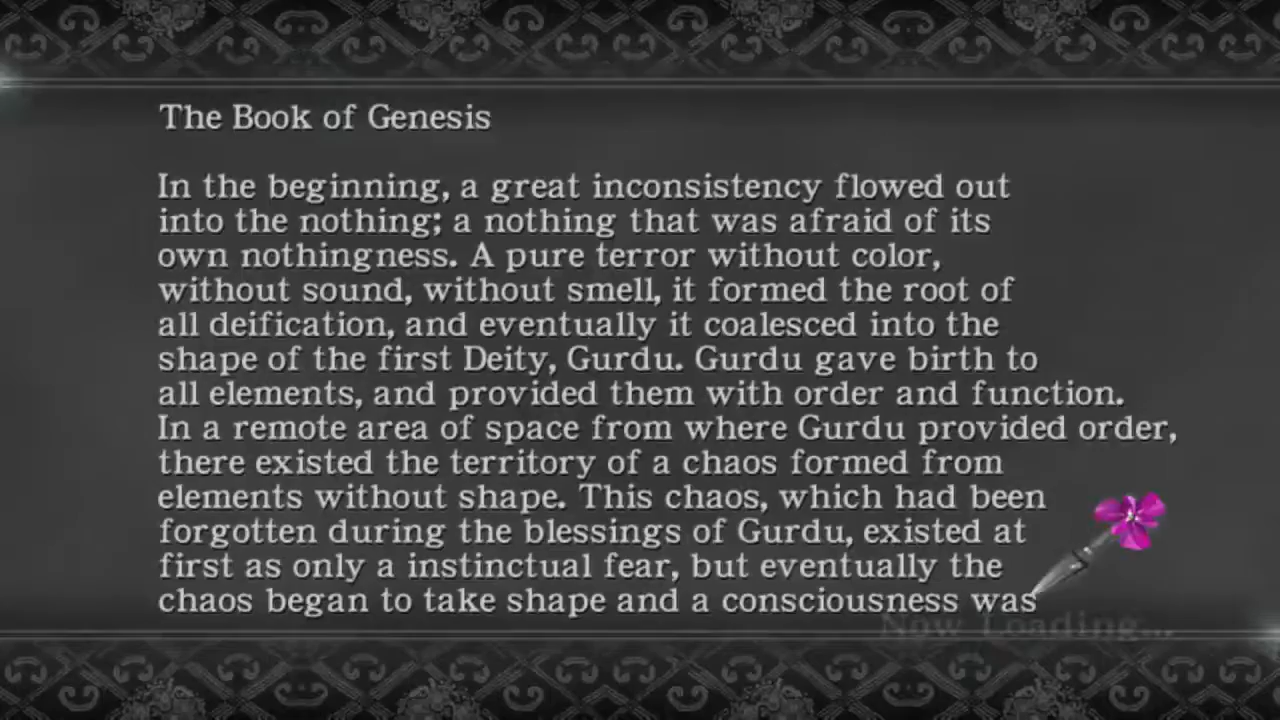 The Book of Genesis
In the beginning, a great inconsistency flowed out
into the nothing; a nothing that was afraid of its
own nothingness. A pure terror without color,
without sound, without smell, it formed the root of
all deification, and eventually it coalesced into the
shape of the first Deity, Gurdu. Gurdu gave birth to
all elements, and provided them with order and function.
In a remote area of space from where Gurdu provided order,
there existed the territory of a chaos formed from
elements without shape. This chaos, which had been
forgotten during the blessings of Gurdu, existed at
first as only a instinctual fear, but eventually the
chaos began to take shape and a consciousness was
Now Loading...